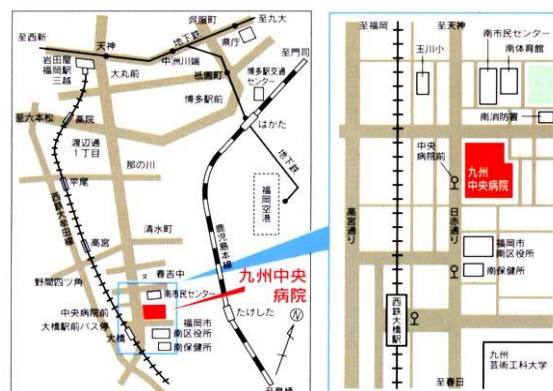 至西新
天神
地下鉄
呉服町
至九大
県庁
中洲川端
至門司
岩田屋
福岡駅
三越
大丸前
祇園町
博多駅交通
センター
博多駅前
至六本松
薬院
はかた
渡辺通
1丁目
地下鉄
那の川
平尾
福岡空港
西鉄大牟田線
清水町
高宮
鹿児島本線
文
春吉中
野間四ツ角
南市民センター
九州中央
病院
中央病院前
大橋駅前バス停
たけした
大橋
福岡市
南区役所
南保健所
N
至福岡
至天神
南市民センター
南体育館
玉川小
南消防署
中央
病院前
九州
中央病院
高宮通り
日赤通り
福岡市
南区役所
南保健所
西鉄大橋駅
九州
芸術工科大学
至春日